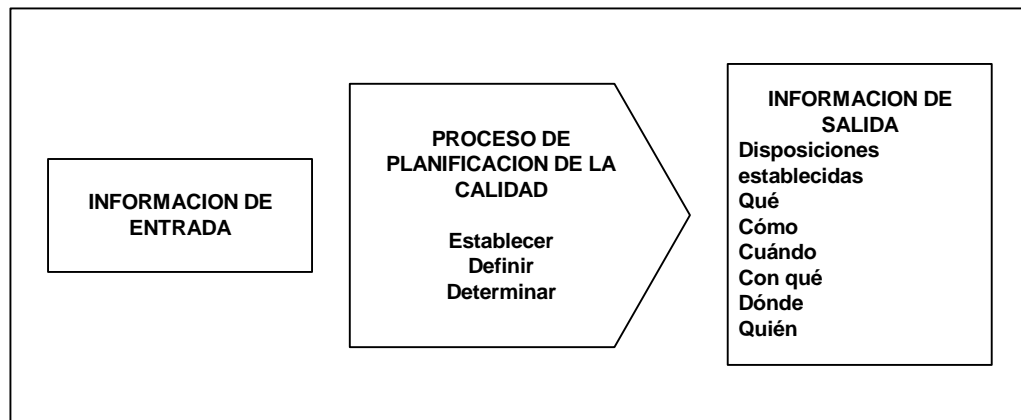 INFORMACION DE
ENTRADA
PROCESO DE
PLANIFICACION DE LA
CALIDAD
Establecer
Definir
Determinar
INFORMACION DE
SALIDA
Disposiciones
establecidas
Qué
Cómo
Cuándo
Con qué
Dónde
Quién